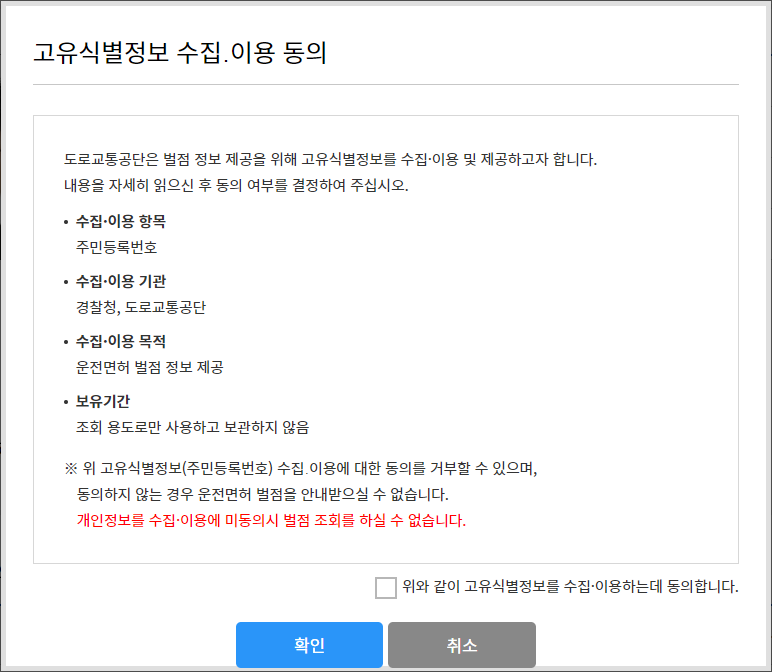 고유식별정보 수집.이용 동의
도로교통공단은 벌점 정보 제공을 위해 고유식별정보를 수집·이용 및 제공하고자 합니다.
내용을 자세히 읽으신 후 동의 여부를 결정하여 주십시오.
• 수집·이용 항목
주민등록번호
• 수집·이용 기관
경찰청, 도로교통공단
• 수집·이용 목적
운전면허 벌점 정보 제공
• 보유기간
조회 용도로만 사용하고 보관하지 않음
※ 위 고유식별정보(주민등록번호) 수집.이용에 대한 동의를 거부할 수 있으며,
동의하지 않는 경우 운전면허 벌점을 안내받으실 수 없습니다.
개인정보를 수집·이용에 미동의시 벌점 조회를 하실 수 없습니다.
위와 같이 고유식별정보를 수집·이용하는데 동의합니다.
확인 취소